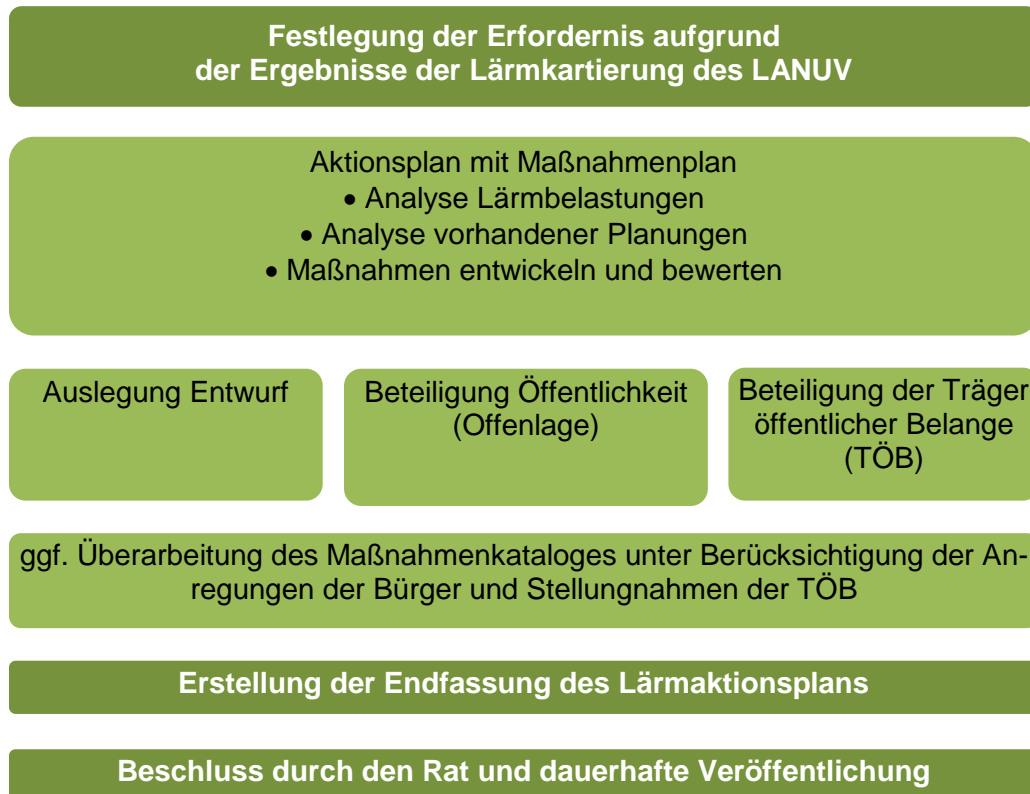 Festlegung der Erfordernis aufgrund
der Ergebnisse der Lärmkartierung des LANUV
Aktionsplan mit Maßnahmenplan
• Analyse Lärmbelastungen
• Analyse vorhandener Planungen
• Maßnahmen entwickeln und bewerten
Auslegung Entwurf
Beteiligung Öffentlichkeit
(Offenlage)
Beteiligung der Träger
öffentlicher Belange
(TÖB)
ggf. Überarbeitung des Maßnahmenkataloges unter Berücksichtigung der An-
regungen der Bürger und Stellungnahmen der TÖB
Erstellung der Endfassung des Lärmaktionsplans
Beschluss durch den Rat und dauerhafte Veröffentlichung